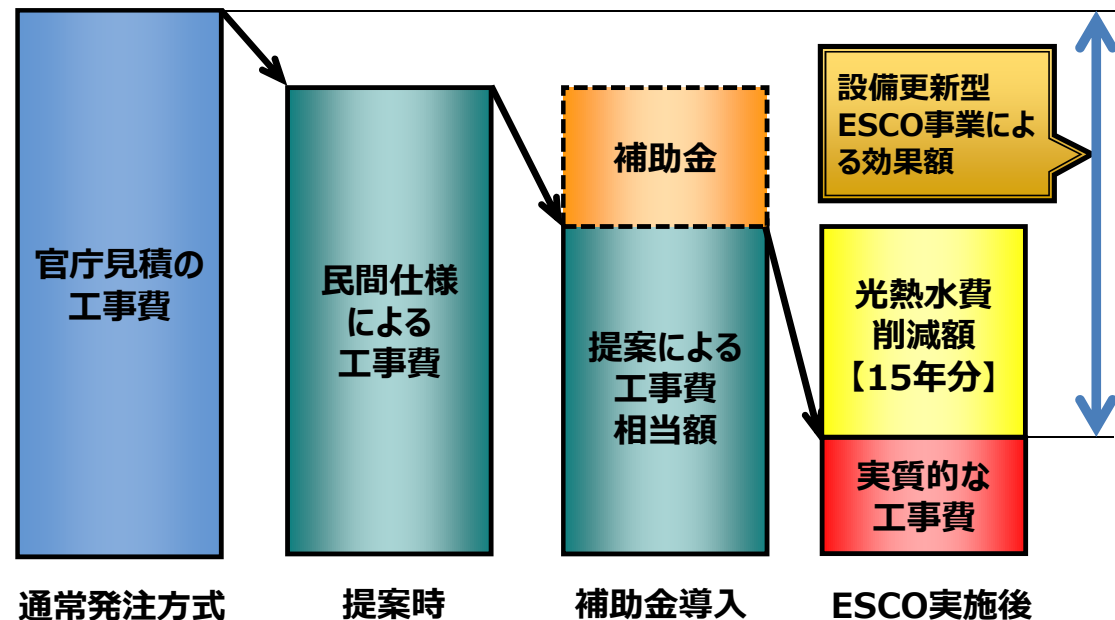 官庁見積の
工事費
民間仕様
による
工事費
補助金
提案による
工事費
相当額
設備更新型
ESCO事業によ
る効果額
光熱水費
削減額
【15年分】
実質的な
工事費
通常発注方式
提案時
補助金導入
ESCO実施後